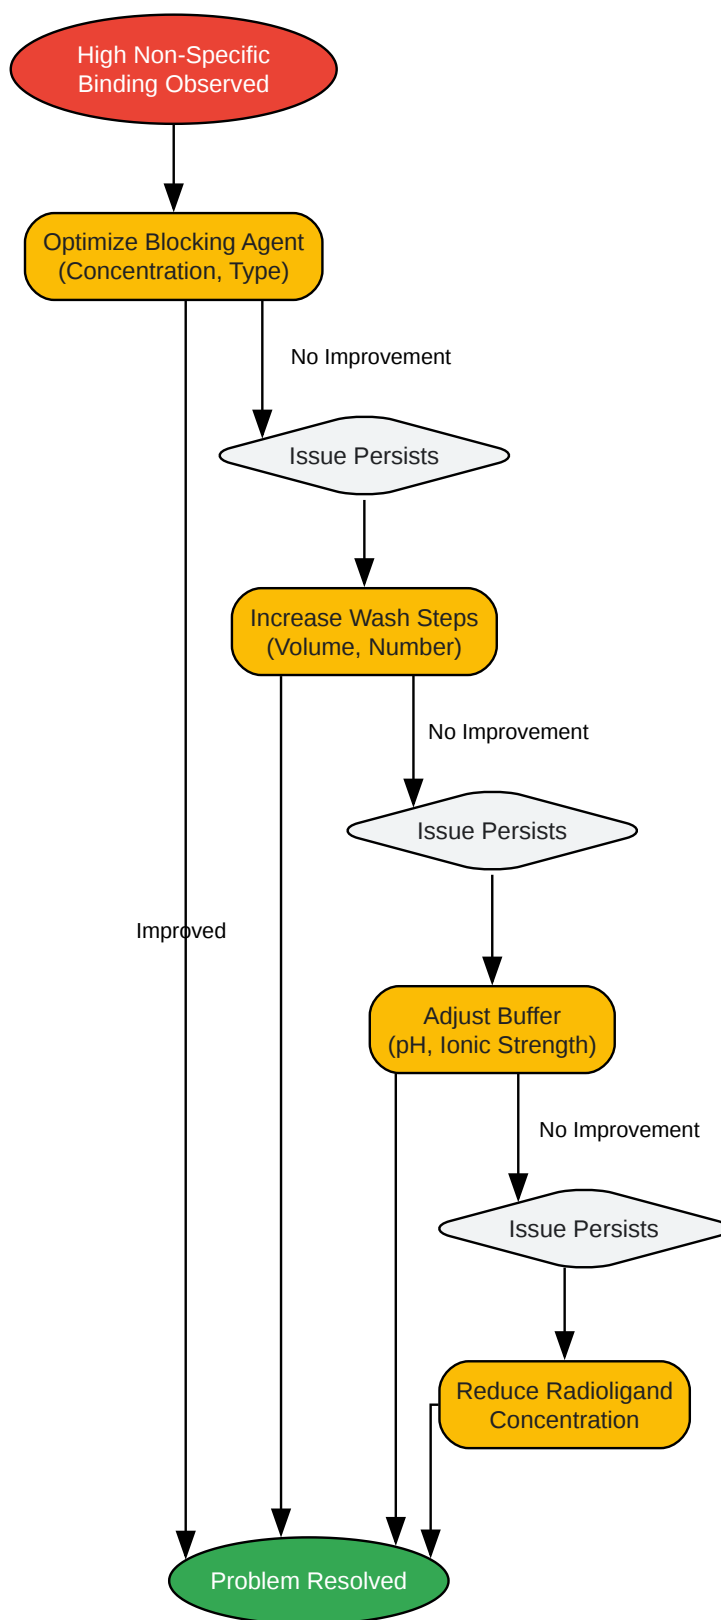 High Non-Specific
Binding Observed
Optimize Blocking Agent
(Concentration, Type)
No Improvement
Issue Persists
Increase Wash Steps
(Volume, Number)
No Improvement
Issue Persists
Improved
Adjust Buffer
(pH, Ionic Strength)
No Improvement
Issue Persists
Reduce Radioligand
Concentration
Problem Resolved